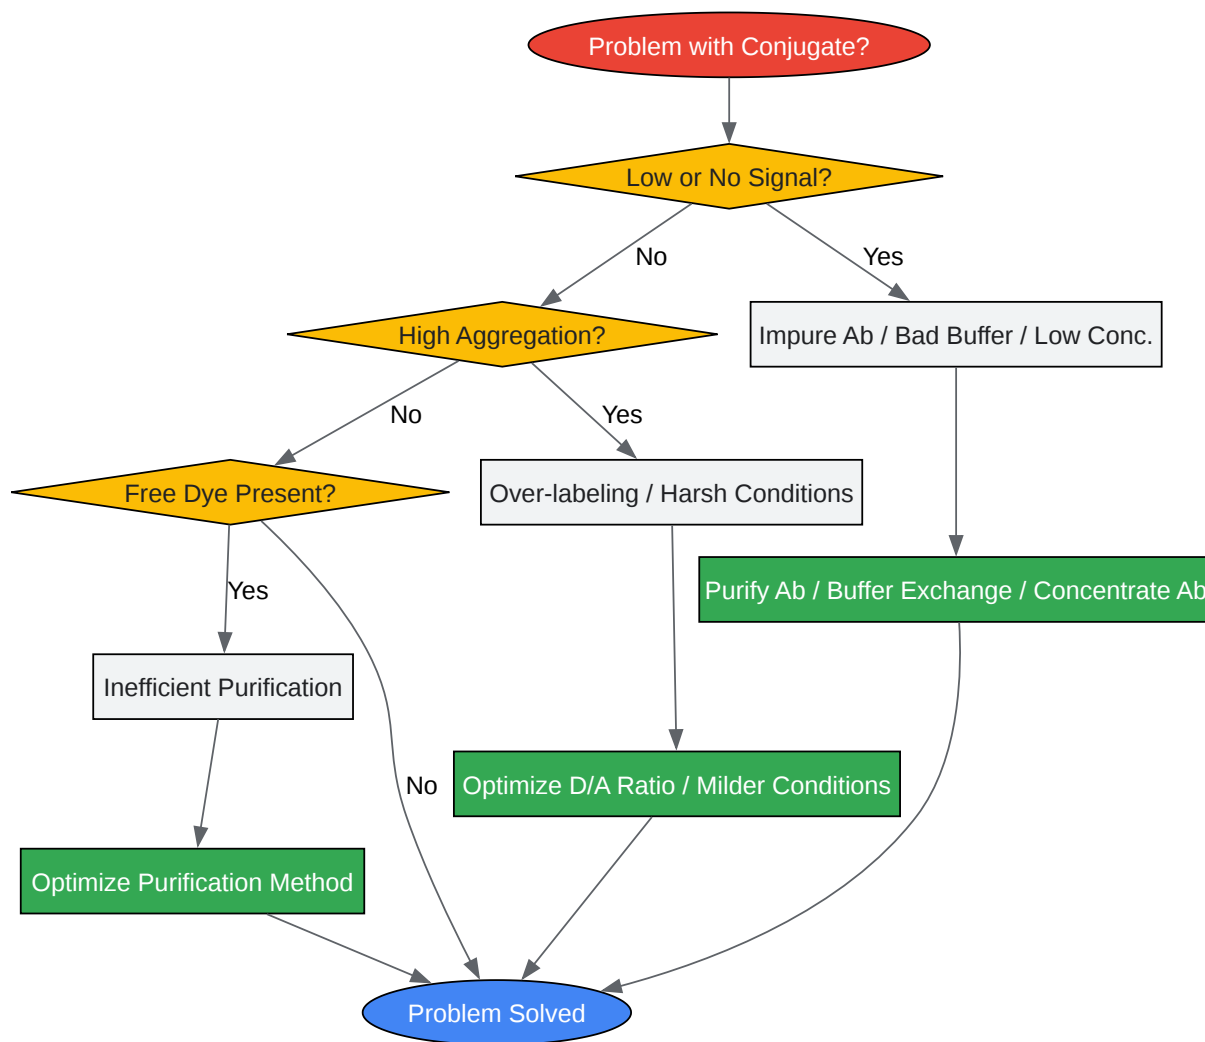 Problem with Conjugate?
Low or No Signal?
No
Yes
High Aggregation?
Impure Ab / Bad Buffer / Low Conc.
No
Yes
Free Dye Present?
Over-labeling / Harsh Conditions
Yes
Purify Ab / Buffer Exchange / Concentrate Ab
Inefficient Purification
No
Optimize D/A Ratio / Milder Conditions
Optimize Purification Method
Problem Solved